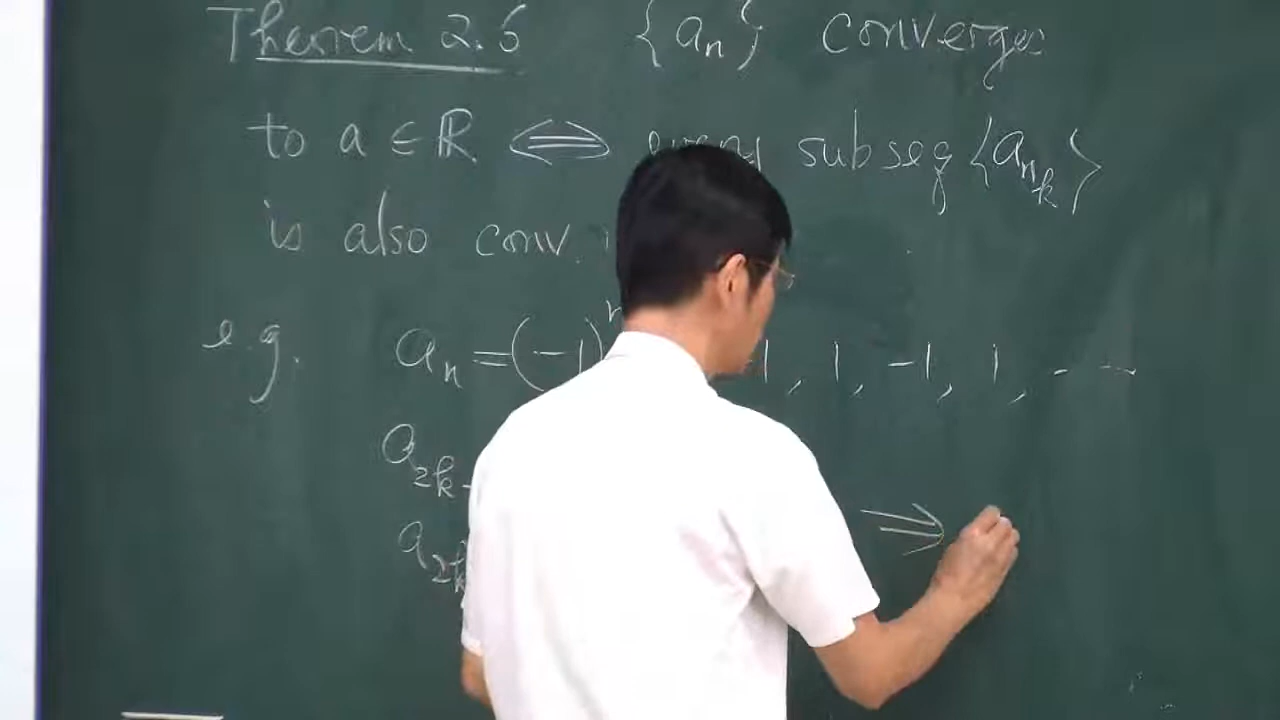 Theorem 2.5 {aₙ} converges
to a ∈ ℝ ⟺ every subseq {aₙₖ}
is also conv.
e.g. aₙ = (-1)ⁿ -1, 1, -1, 1, - - -
a₂ₖ₋
a₂ₖ ⇒